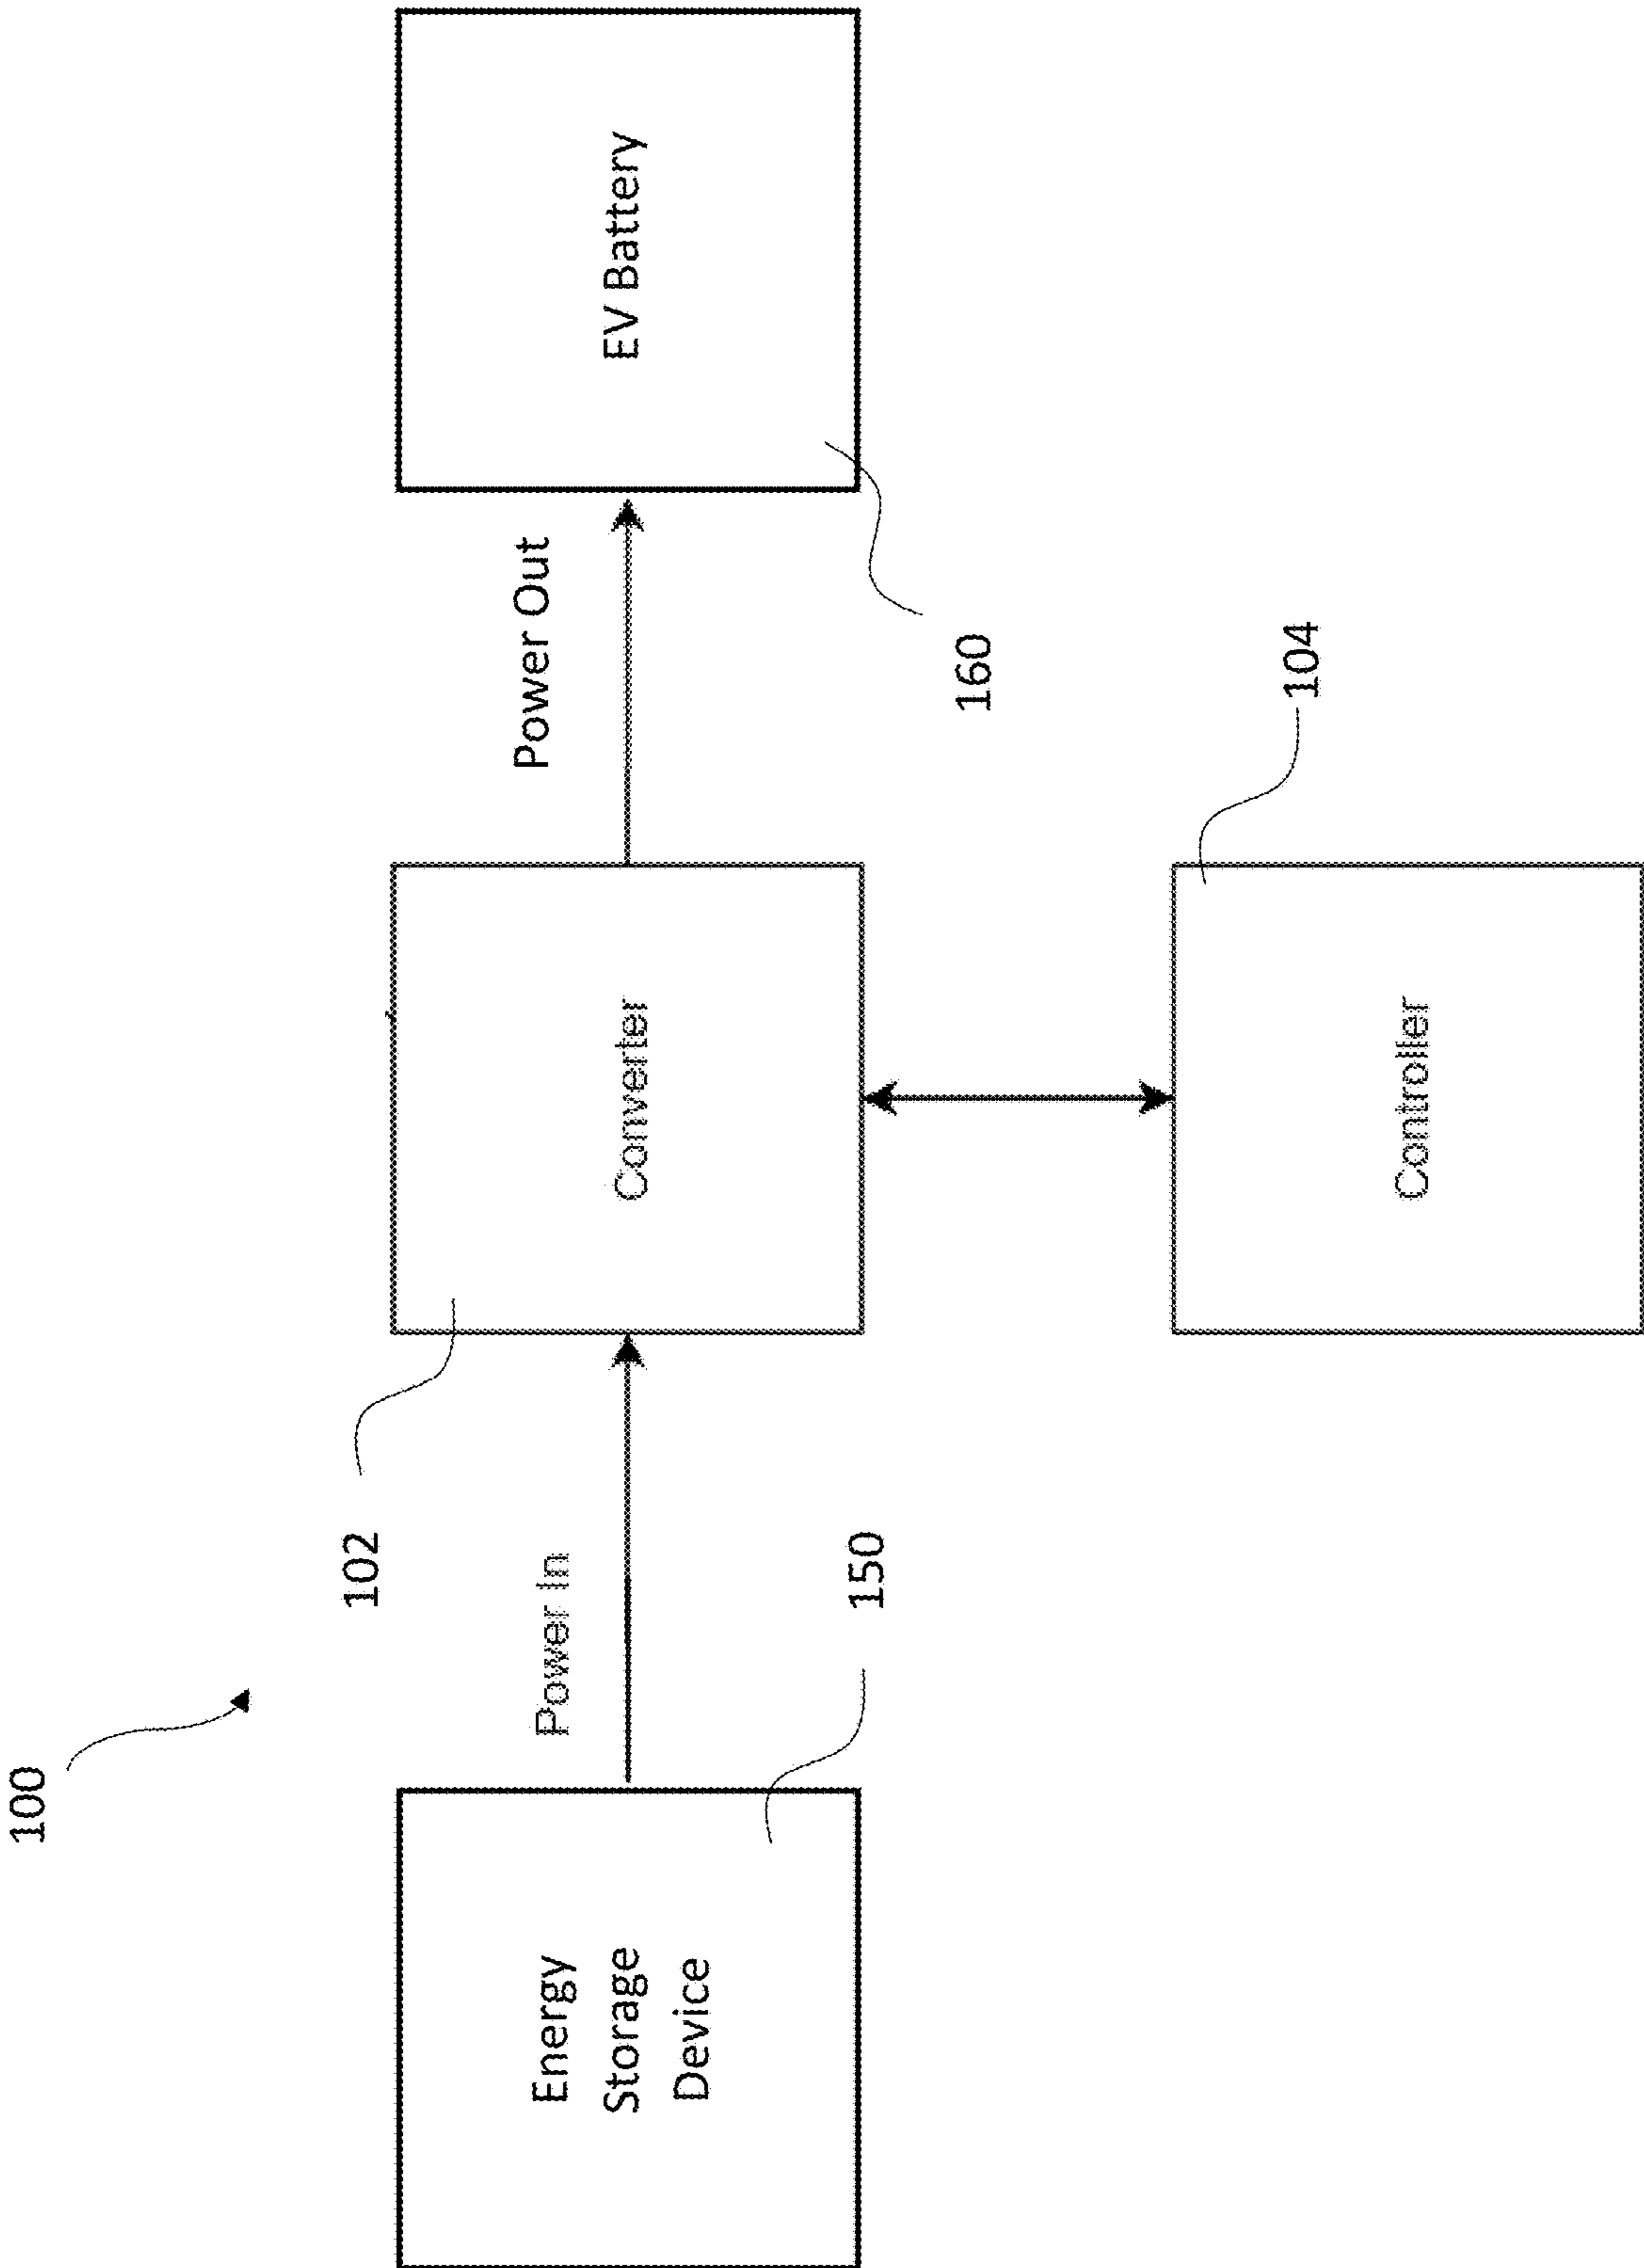 100
102
Power In
Power Out
Energy
Storage
Device
Converter
EV Battery
150
160
104
Controller